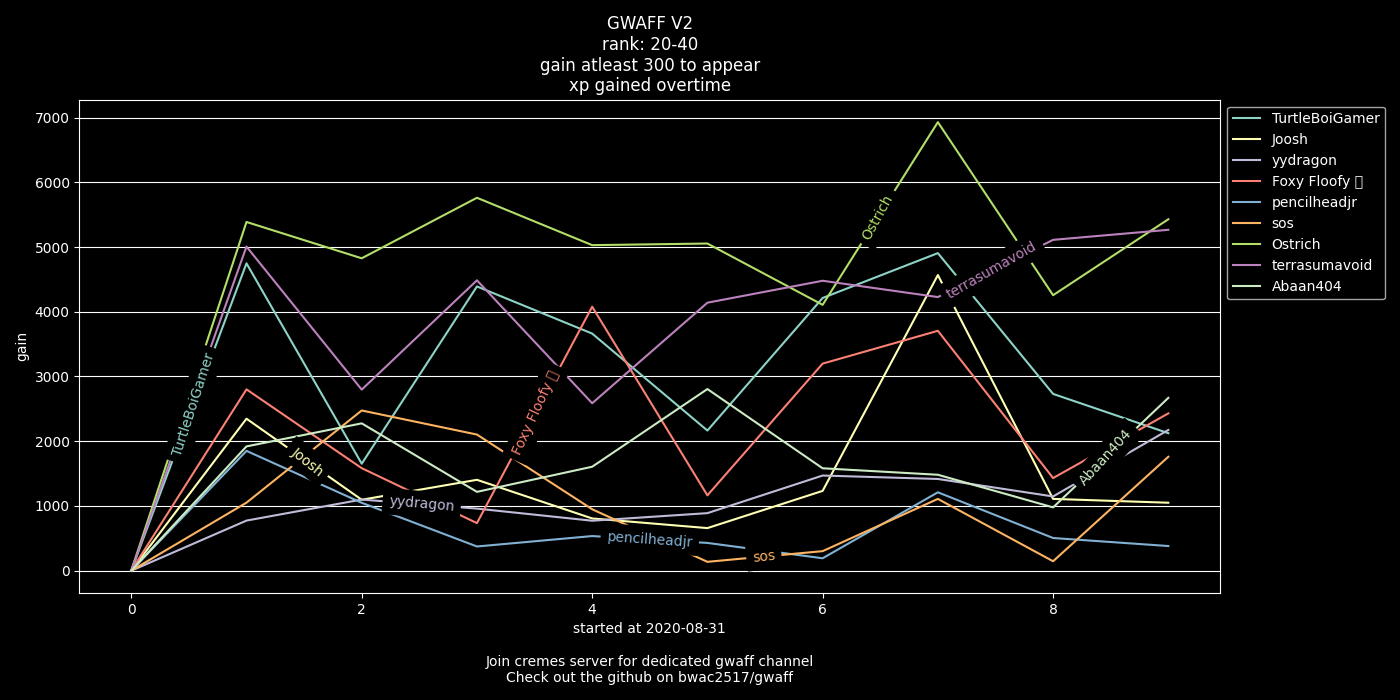 GWAFF V2
rank: 20-40
gain atleast 300 to appear
xp gained overtime
gain
7000
6000
5000
4000
3000
2000
1000
0
TurtleBoiGamer
Joosh
yydragon
Foxy Floofy
pencilheadjr
sos
Ostrich
terrasumavoid
Abaan404
0 2 4 6 8
started at 2020-08-31
TurtleBoiGamer
Joosh
yydragon
Foxy Floofy
pencilheadjr
sos
Ostrich
terrasumavoid
Abaan404
Join cremes server for dedicated gwaff channel
Check out the github on bwac2517/gwaff